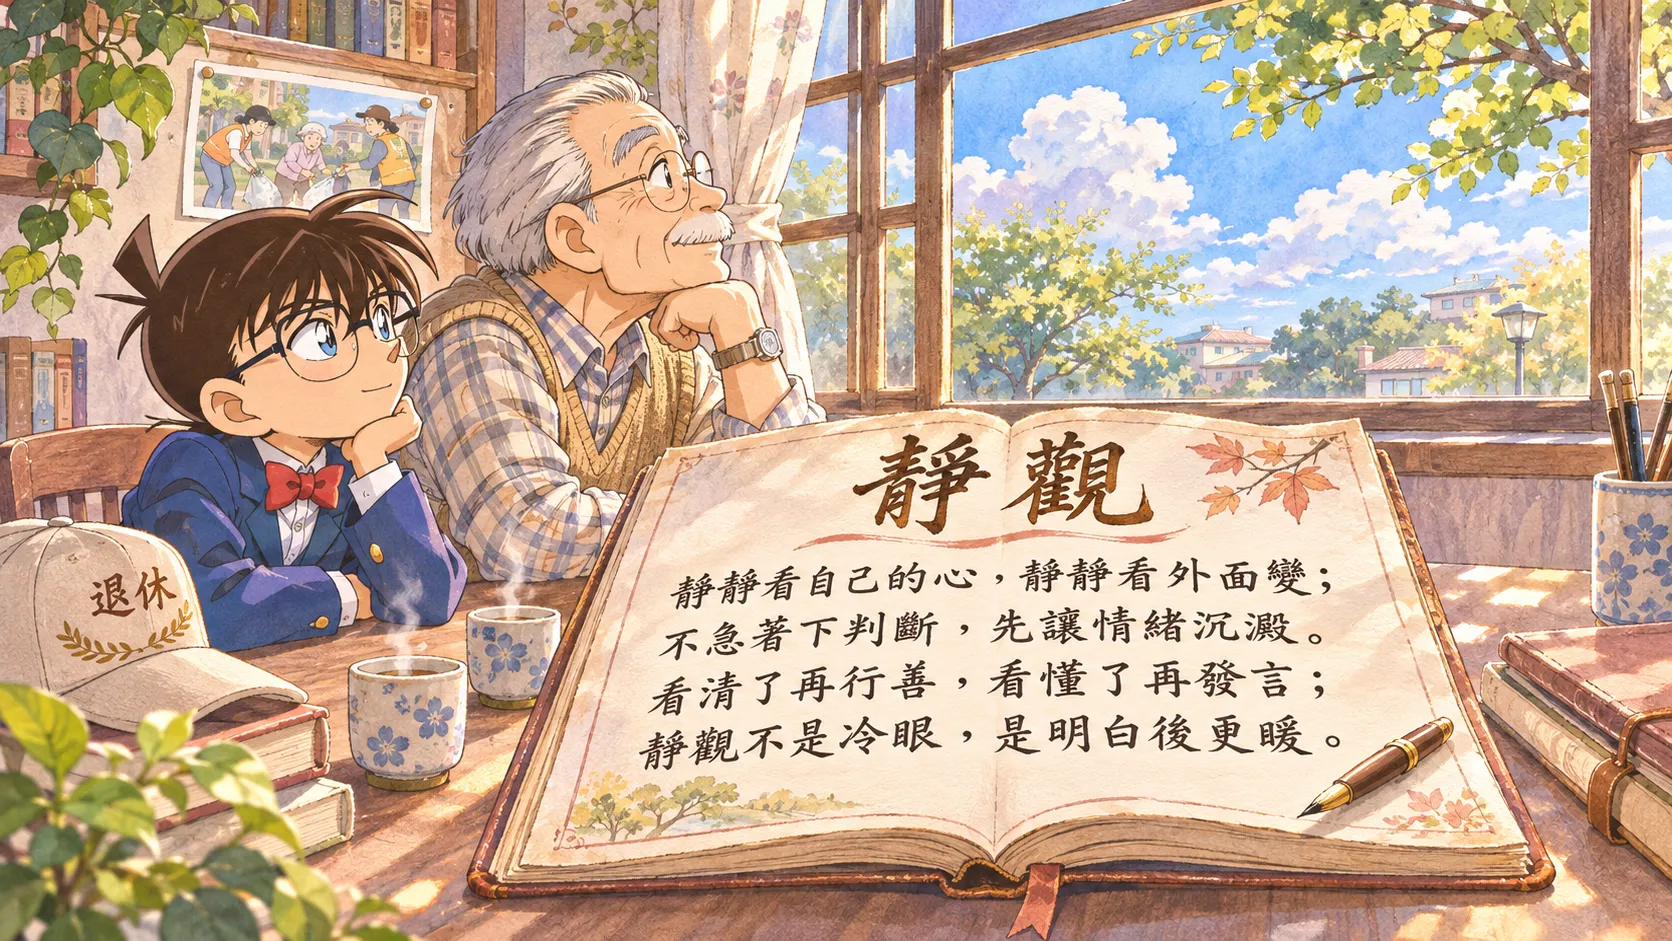 靜觀
靜靜看自己的心，靜靜看外面變；
不急著下判斷，先讓情緒沉澱。
看清了再行善，看懂了再發言；
靜觀不是冷眼，是明白後更暖。
退休